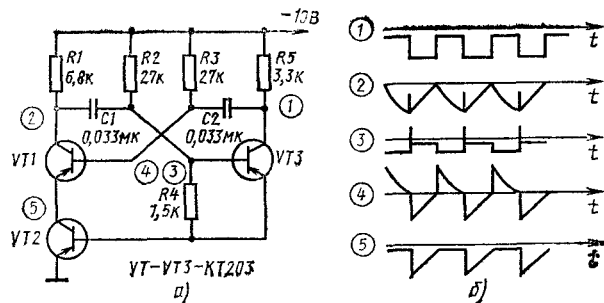 –10В
R1
6,8к
R2
27к
R3
27к
R5
3,3к
②
C1
0,033мк
C2
0,033мк
①
VT1
④
③
VT3
R4
1,5к
⑤
VT2
VT–VT3–КТ203
а)
① t
② t
③ t
④ t
⑤ t
б)